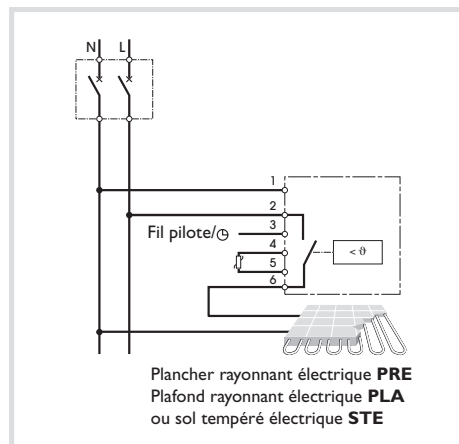 N L
1
2
Fil pilote/
3
4
5
6
< ϑ
Plancher rayonnant électrique PRE
Plafond rayonnant électrique PLA
ou sol tempéré électrique STE